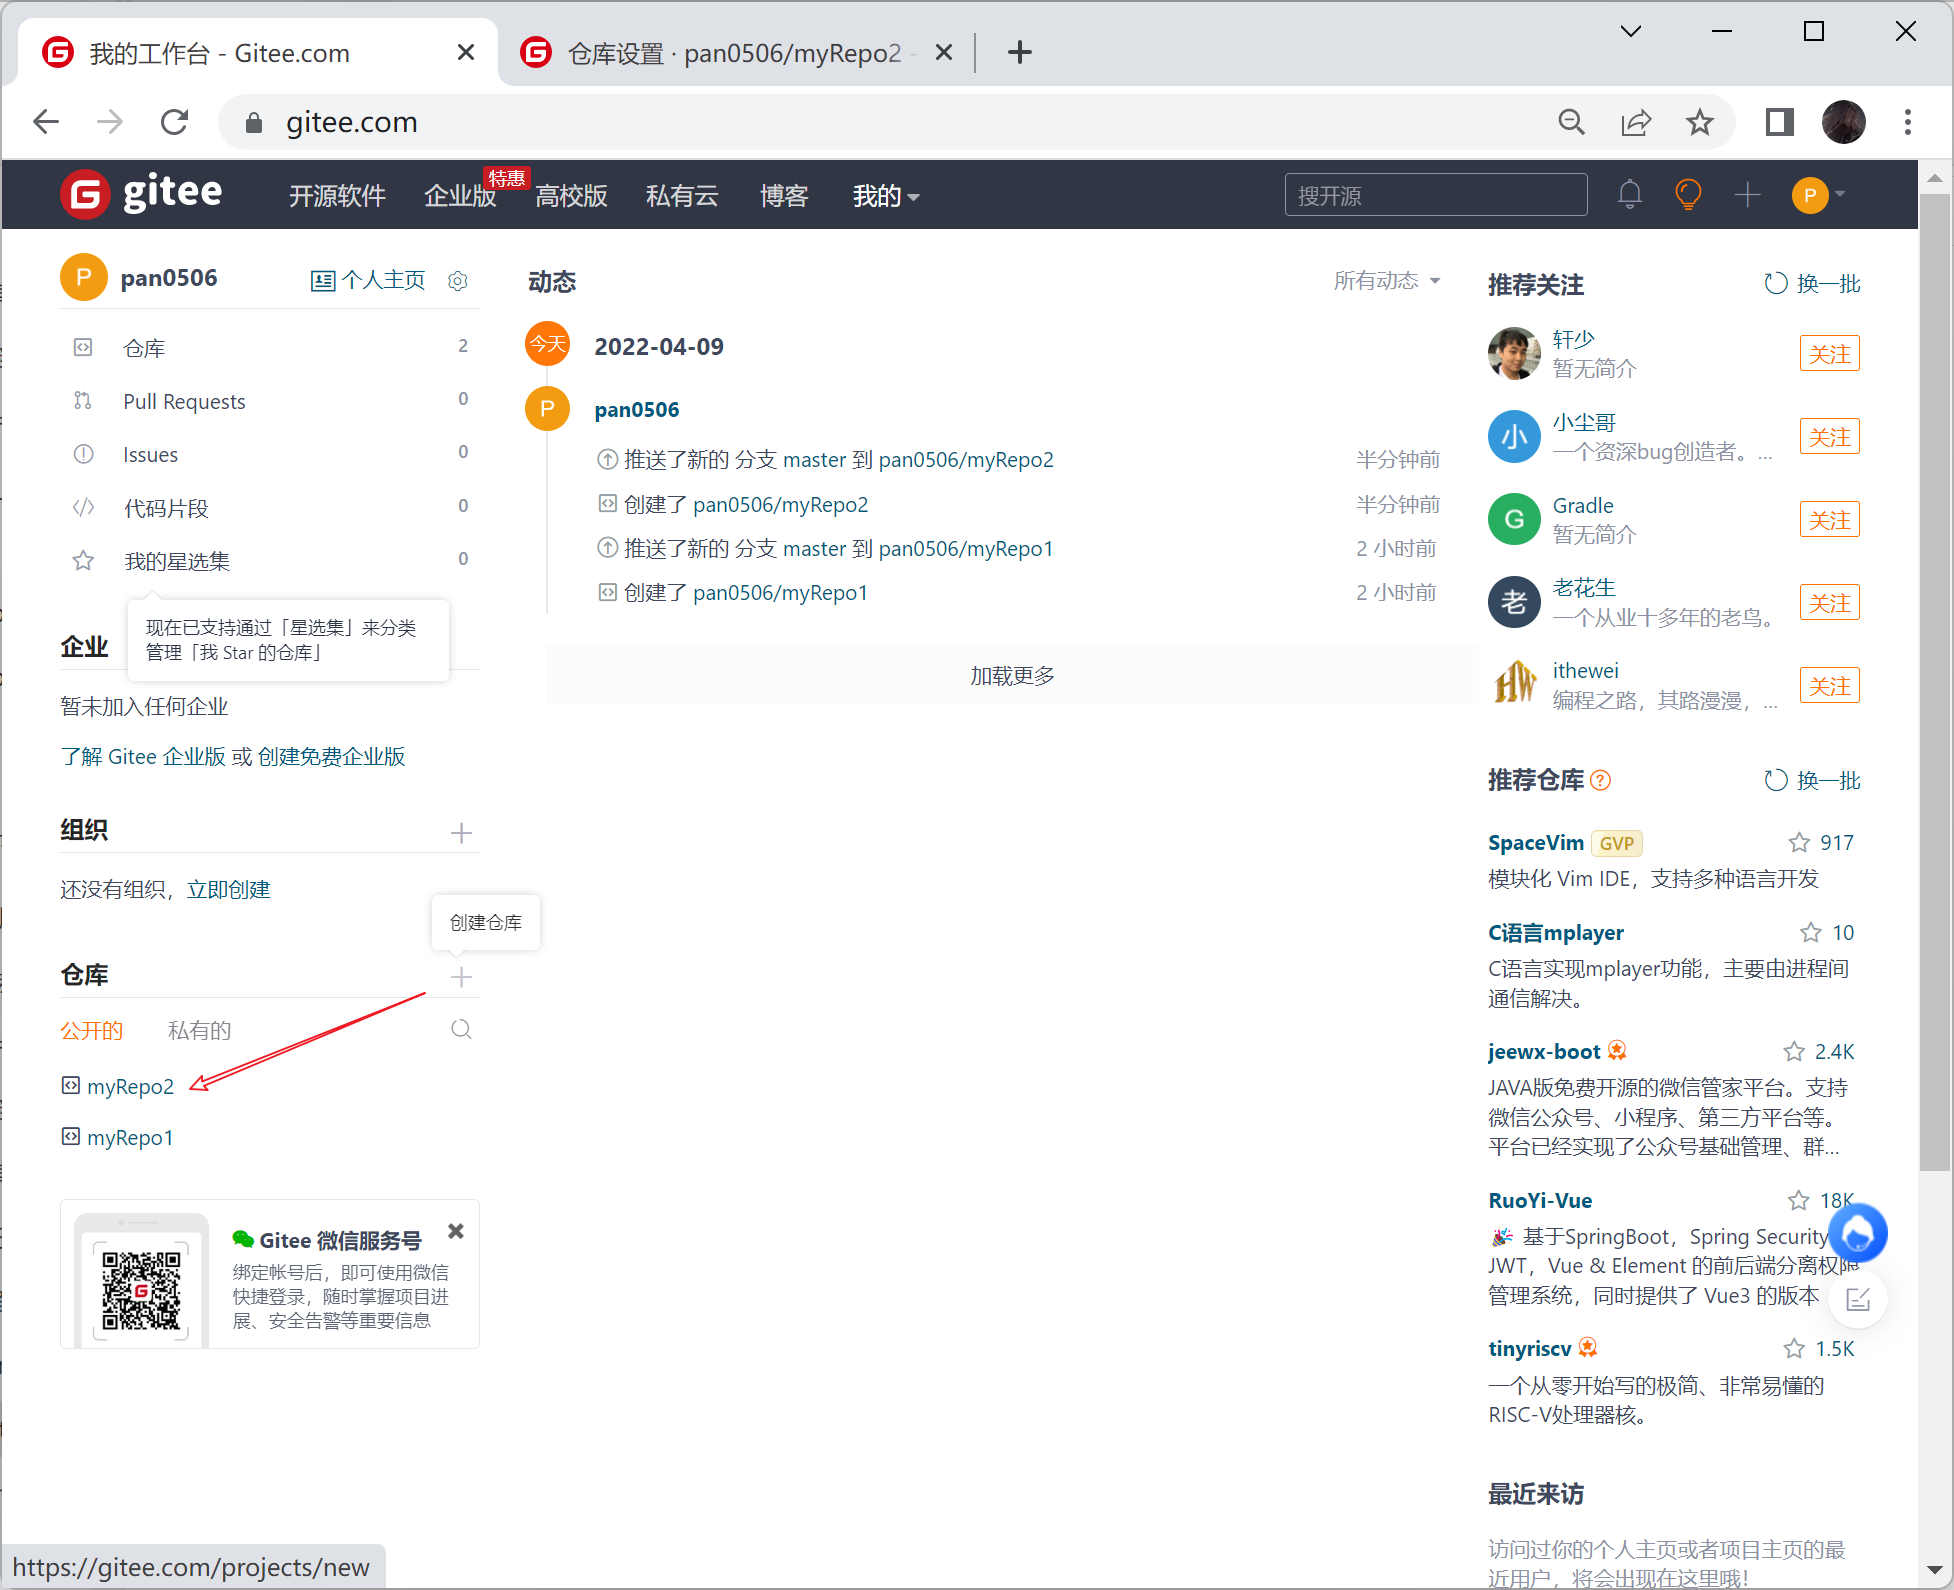 我的工作台 - Gitee.com
仓库设置 · pan0506/myRepo2 -
gitee.com
gitee
开源软件
企业版
特惠
高校版
私有云
博客
我的
搜开源
P
P
pan0506
个人主页
仓库
2
Pull Requests
0
Issues
0
代码片段
0
我的星选集
0
现在已支持通过「星选集」来分类
管理「我 Star 的仓库」
企业
暂未加入任何企业
了解 Gitee 企业版 或 创建免费企业版
组织
还没有组织，立即创建
创建仓库
仓库
公开的
私有的
myRepo2
myRepo1
Gitee 微信服务号
绑定帐号后，即可使用微信
快捷登录，随时掌握项目进
展、安全告警等重要信息
动态
所有动态
今天
2022-04-09
P
pan0506
推送了新的 分支 master 到 pan0506/myRepo2
半分钟前
创建了 pan0506/myRepo2
半分钟前
推送了新的 分支 master 到 pan0506/myRepo1
2 小时前
创建了 pan0506/myRepo1
2 小时前
加载更多
推荐关注
换一批
轩少
暂无简介
关注
小
小尘哥
一个资深bug创造者。...
关注
G
Gradle
暂无简介
关注
老
老花生
一个从业十多年的老鸟。
关注
HW
ithewei
编程之路，其路漫漫，...
关注
推荐仓库
换一批
SpaceVim
GVP
917
模块化 Vim IDE，支持多种语言开发
C语言mplayer
10
C语言实现mplayer功能，主要由进程间
通信解决。
jeewx-boot
2.4K
JAVA版免费开源的微信管家平台。支持
微信公众号、小程序、第三方平台等。
平台已经实现了公众号基础管理、群...
RuoYi-Vue
18K
基于SpringBoot，Spring Security
JWT，Vue & Element 的前后端分离权限
管理系统，同时提供了 Vue3 的版本
tinyriscv
1.5K
一个从零开始写的极简、非常易懂的
RISC-V处理器核。
最近来访
访问过你的个人主页或者项目主页的最
近用户，将会出现在这里哦！
https://gitee.com/projects/new